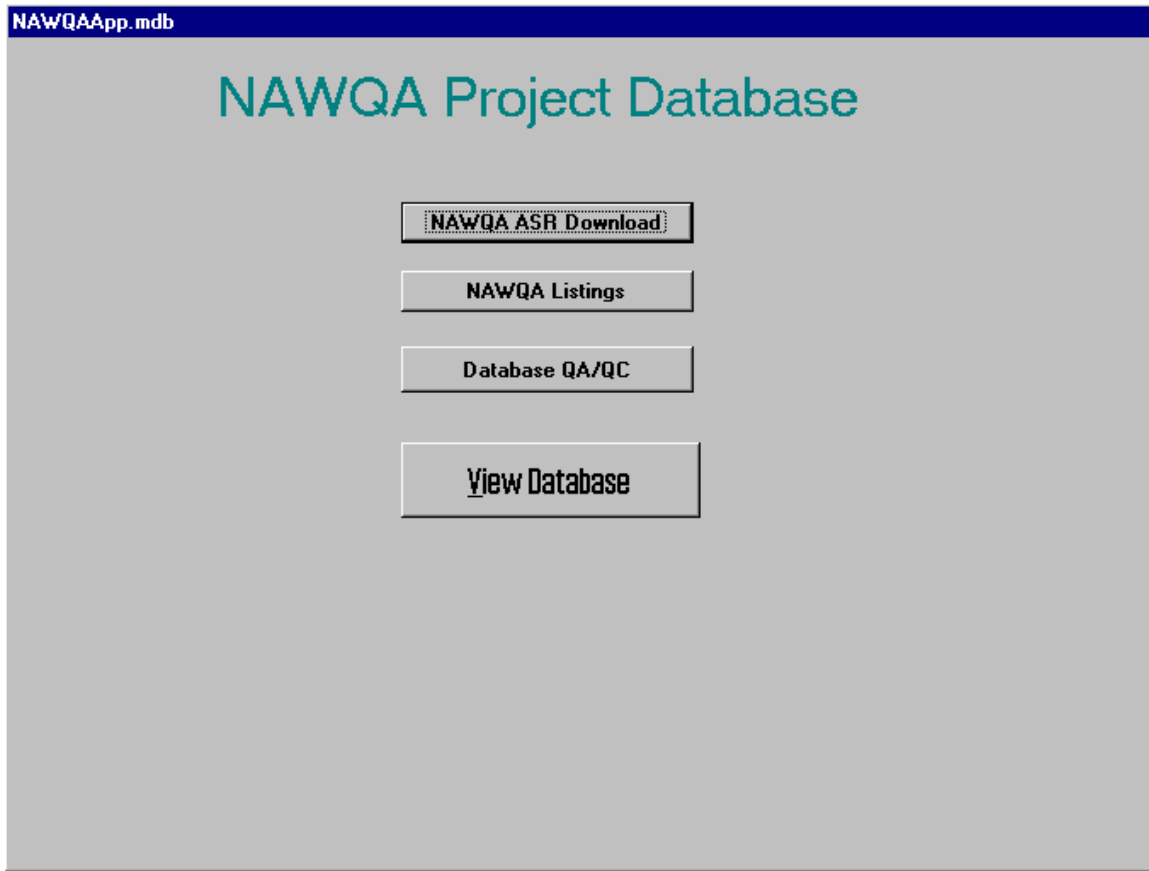 NAWQAApp.mdb
NAWQA Project Database
NAWQA ASR Download
NAWQA Listings
Database QA/QC
View Database